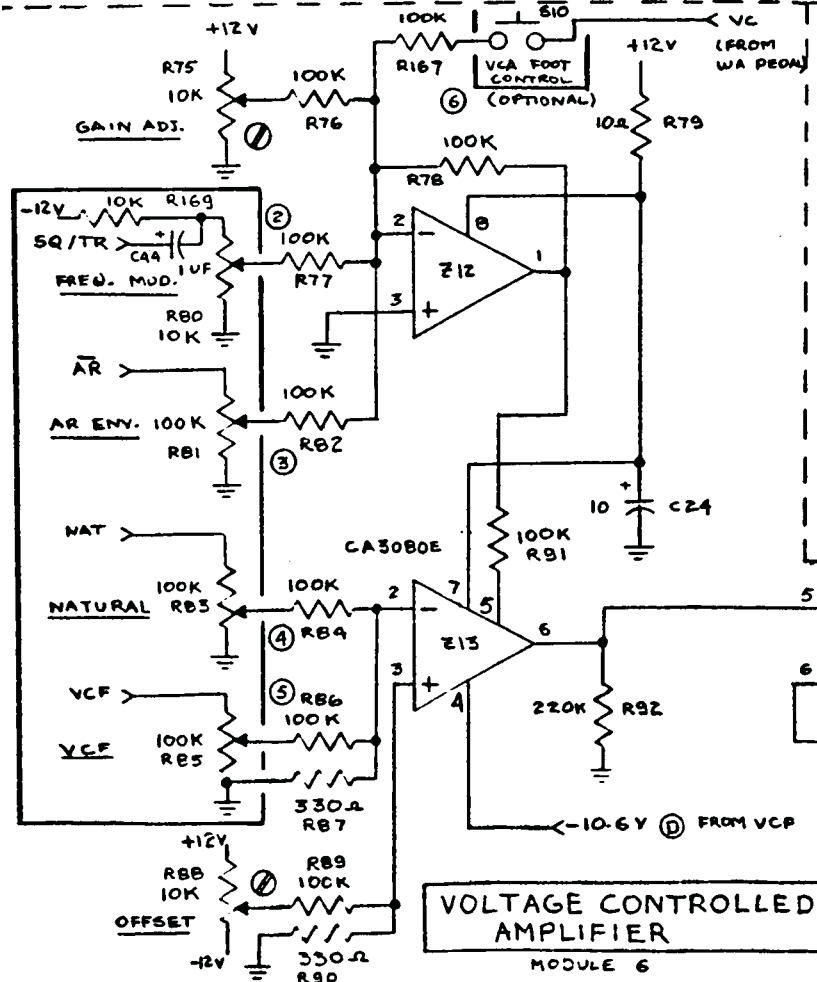 +12V
R75
10K
GAIN ADJ.
100K
R76
100K
R167
S10
VCA FOOT
CONTROL
(OPTIONAL)
6
VC
(FROM
WA PEDAL)
+12V
10Ω R79
100K
R78
-12V
10K R169
SQ/TR
+
C44
1UF
FREQ. MOD.
R80
10K
2
100K
R77
2
-
3
+
Z12
8
1
AR
AR ENV.
100K
R81
3
100K
R82
+
10 C24
NAT
NATURAL
100K
R83
4
100K
R84
CA3080E
100K
R91
2
-
3
+
Z13
7
5
4
6
5
6
VCF
VCF
100K
R85
5
R86
100K
330Ω
R87
220K R92
-10.6V D FROM VCF
+12V
R88
10K
OFFSET
-12V
R89
100K
330Ω
R90
VOLTAGE CONTROLLED
AMPLIFIER
MODULE 6